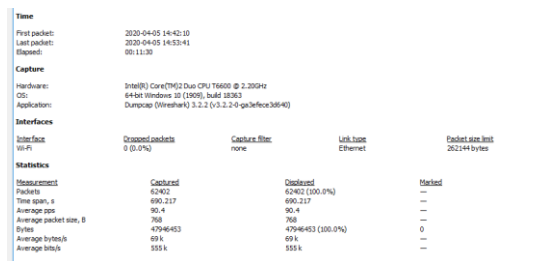 Time
First packet: 2020-04-05 14:42:10
Last packet: 2020-04-05 14:53:41
Elapsed: 00:11:30
Capture
Hardware: Intel(R) Core(TM)2 Duo CPU T6600 @ 2.20GHz
OS: 64-bit Windows 10 (1909), build 18363
Application: Dumpcap (Wireshark) 3.2.2 (v3.2.2-0-ga3efece3d640)
Interfaces
Interface Dropped packets Capture filter Link type Packet size limit
Wi-Fi 0 (0.0%) none Ethernet 262144 bytes
Statistics
Measurement Captured Displayed Marked
Packets 62402 62402 (100.0%) —
Time span, s 690.217 690.217 —
Average pps 90.4 90.4 —
Average packet size, B 768 768 —
Bytes 47946453 47946453 (100.0%) 0
Average bytes/s 69 k 69 k —
Average bits/s 555 k 555 k —